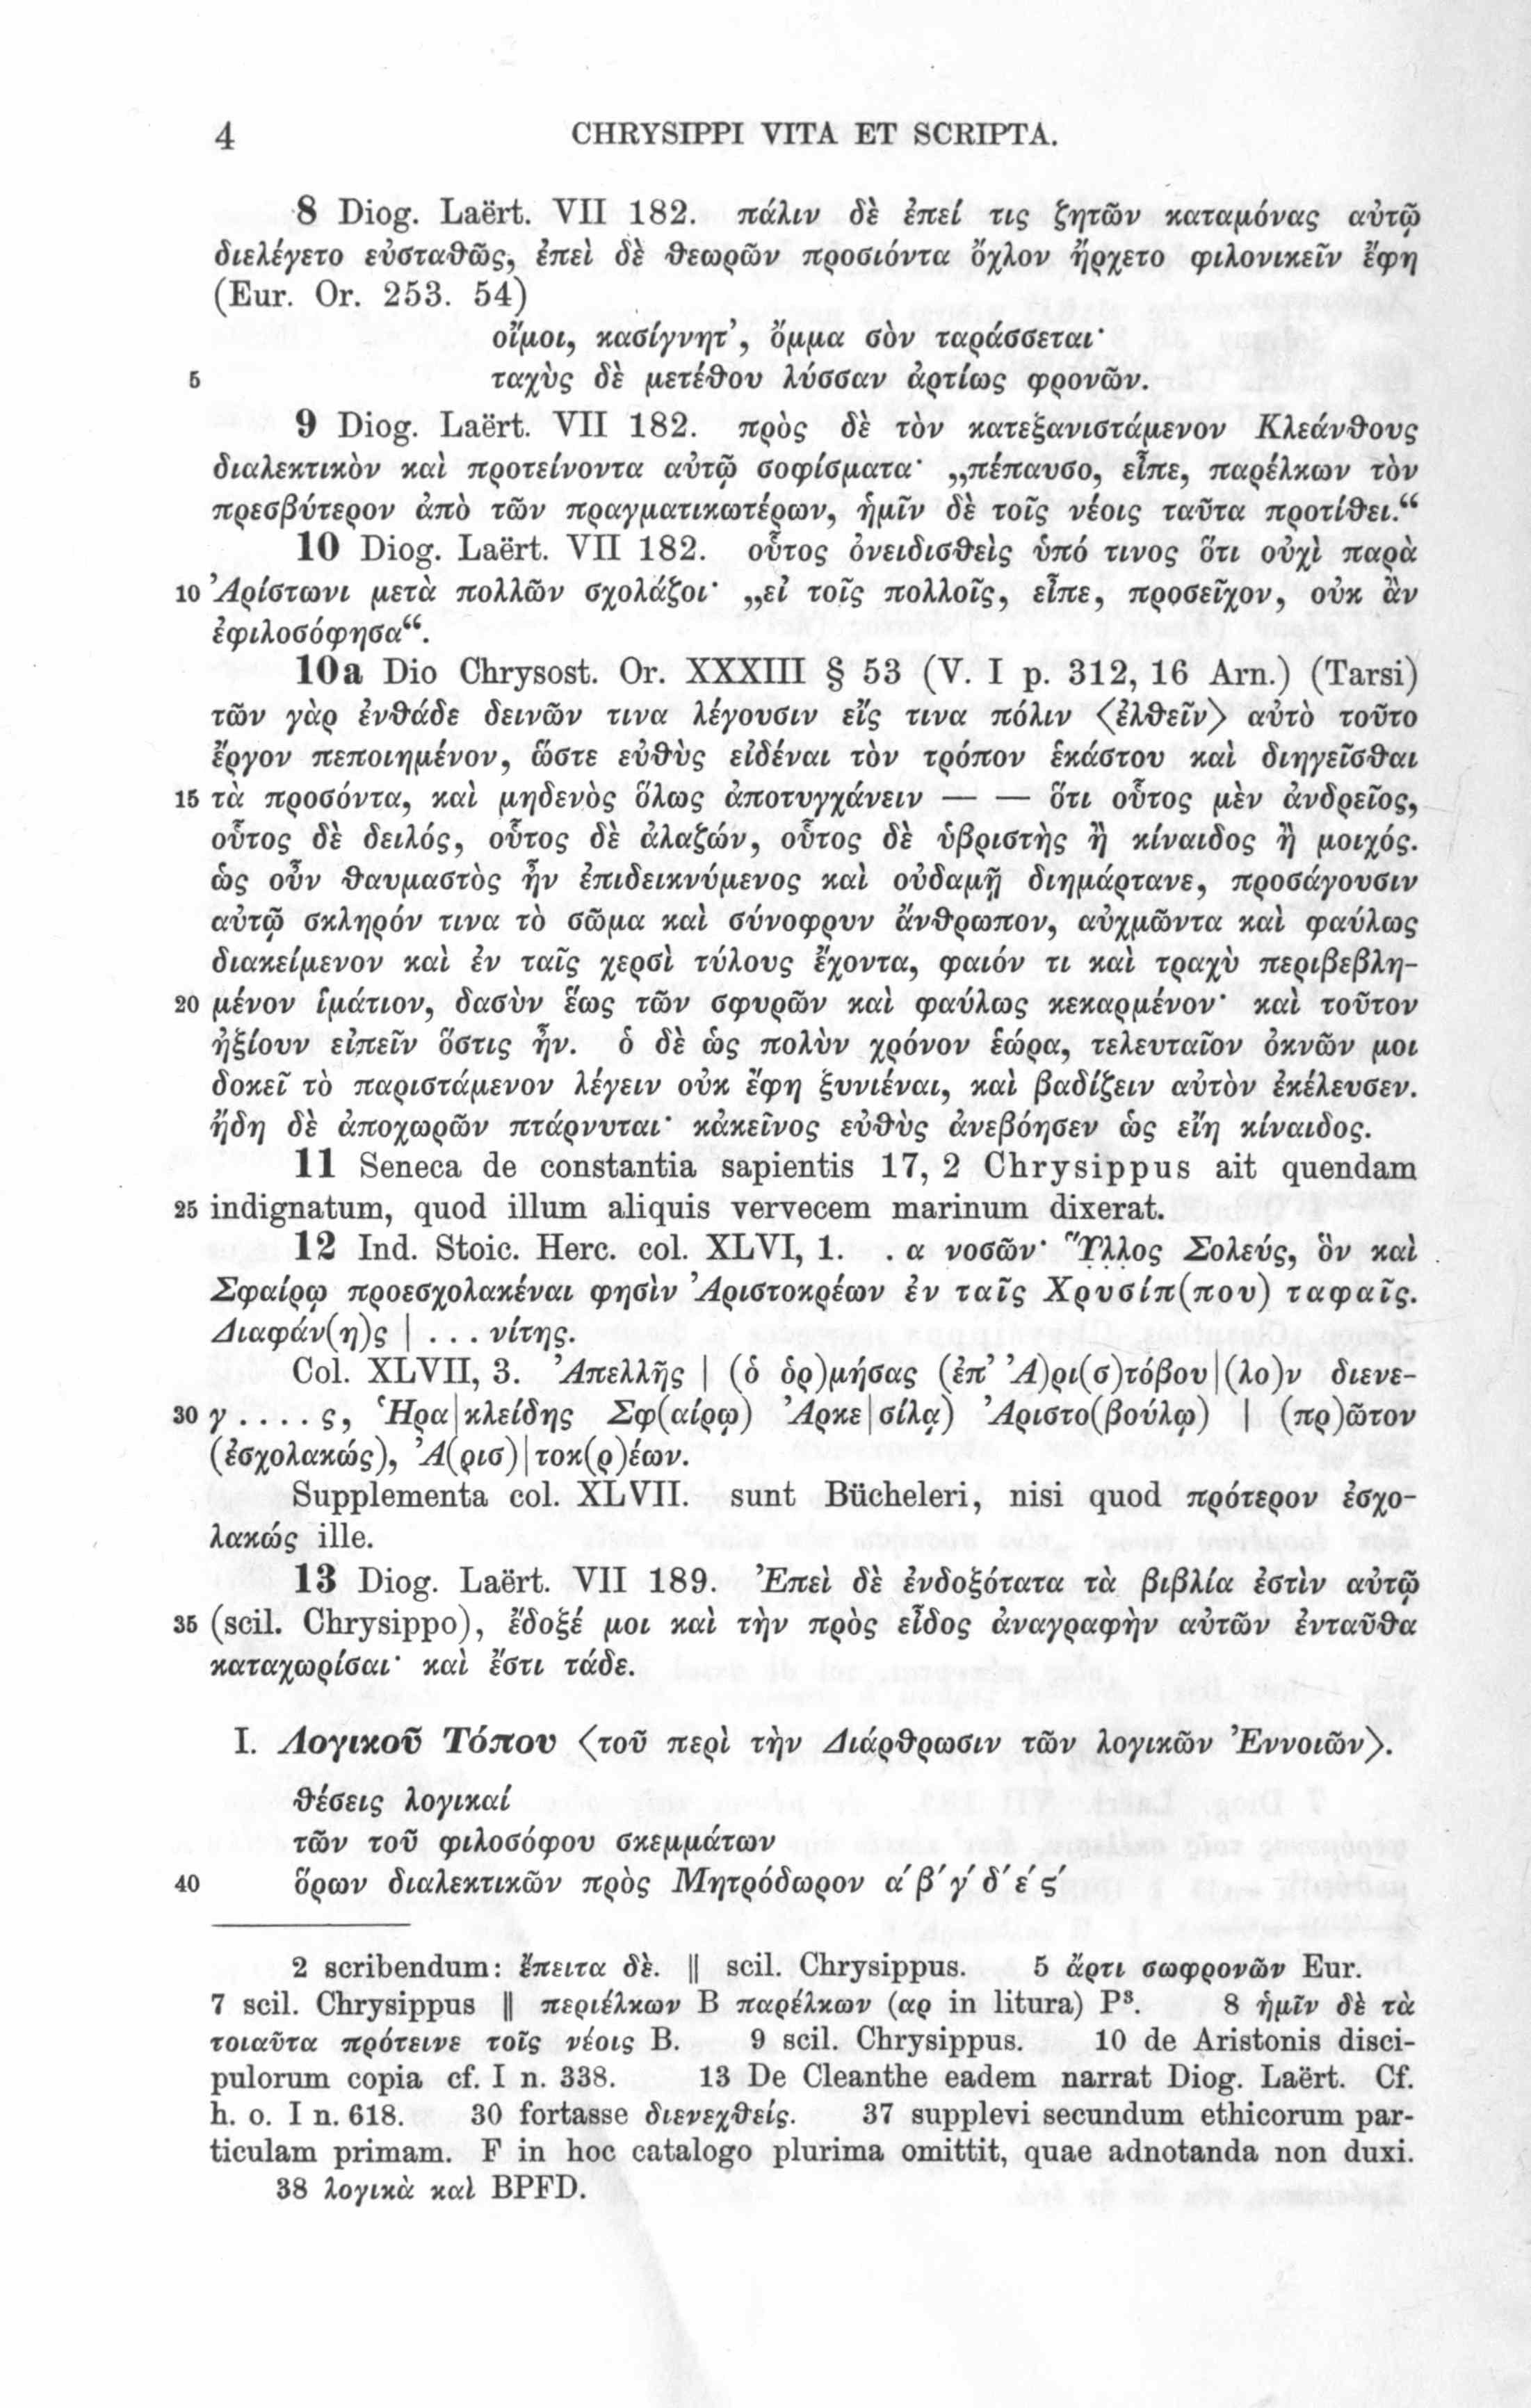 4 CHRYSIPPI VITA ET SCRIPTA.
8 Diog. Laërt. VII 182. πάλιν δὲ ἐπεί τις ζητῶν καταμόνας αὐτῷ
διελέγετο εὐσταθῶς, ἐπεὶ δὲ θεωρῶν προσιόντα ὄχλον ἤρχετο φιλονικεῖν ἔφη
(Eur. Or. 253. 54)
οἴμοι, κασίγνητ’, ὄμμα σὸν ταράσσεται·
5 ταχὺς δὲ μετέθου λύσσαν ἀρτίως φρονῶν.
9 Diog. Laërt. VII 182. πρὸς δὲ τὸν κατεξανιστάμενον Κλεάνθους
διαλεκτικὸν καὶ προτείνοντα αὐτῷ σοφίσματα· „πέπαυσο, εἶπε, παρέλκων τὸν
πρεσβύτερον ἀπὸ τῶν πραγματικωτέρων, ἡμῖν δὲ τοῖς νέοις ταῦτα προτίθει.“
10 Diog. Laërt. VII 182. οὗτος ὀνειδισθεὶς ὑπό τινος ὅτι οὐχὶ παρὰ
10 Ἀρίστωνι μετὰ πολλῶν σχολάζοι· „εἰ τοῖς πολλοῖς, εἶπε, προσεῖχον, οὐκ ἂν
ἐφιλοσόφησα“.
10a Dio Chrysost. Or. XXXIII § 53 (V. I p. 312, 16 Arn.) (Tarsi)
τῶν γὰρ ἐνθάδε δεινῶν τινα λέγουσιν εἴς τινα πόλιν ⟨ἐλθεῖν⟩ αὐτὸ τοῦτο
ἔργον πεποιημένον, ὥστε εὐθὺς εἰδέναι τὸν τρόπον ἑκάστου καὶ διηγεῖσθαι
15 τὰ προσόντα, καὶ μηδενὸς ὅλως ἀποτυγχάνειν — — ὅτι οὗτος μὲν ἀνδρεῖος,
οὗτος δὲ δειλός, οὗτος δὲ ἀλαζών, οὗτος δὲ ὑβριστὴς ἢ κίναιδος ἢ μοιχός.
ὡς οὖν θαυμαστὸς ἦν ἐπιδεικνύμενος καὶ οὐδαμῇ διημάρτανε, προσάγουσιν
αὐτῷ σκληρόν τινα τὸ σῶμα καὶ σύνοφρυν ἄνθρωπον, αὐχμῶντα καὶ φαύλως
διακείμενον καὶ ἐν ταῖς χερσὶ τύλους ἔχοντα, φαιόν τι καὶ τραχὺ περιβεβλη-
20 μένον ἱμάτιον, δασὺν ἕως τῶν σφυρῶν καὶ φαύλως κεκαρμένον· καὶ τοῦτον
ἠξίουν εἰπεῖν ὅστις ἦν. ὁ δὲ ὡς πολὺν χρόνον ἑώρα, τελευταῖον ὀκνῶν μοι
δοκεῖ τὸ παριστάμενον λέγειν οὐκ ἔφη ξυνιέναι, καὶ βαδίζειν αὐτὸν ἐκέλευσεν.
ἤδη δὲ ἀποχωρῶν πτάρνυται· κἀκεῖνος εὐθὺς ἀνεβόησεν ὡς εἴη κίναιδος.
11 Seneca de constantia sapientis 17, 2 Chrysippus ait quendam
25 indignatum, quod illum aliquis vervecem marinum dixerat.
12 Ind. Stoic. Herc. col. XLVI, 1. . α νοσῶν· Ὕλλος Σολεύς, ὃν καὶ
Σφαίρῳ προεσχολακέναι φησὶν Ἀριστοκρέων ἐν ταῖς Χρυσίπ(που) ταφαῖς.
Διαφάν(η)ς | . . . νίτης.
Col. XLVII, 3. Ἀπελλῆς | (ὁ ὁρ)μήσας (ἐπ’ Ἀ)ρι(σ)τόβου|(λο)ν διενε-
30 γ . . . . ς, Ἡρα|κλείδης Σφ(αίρῳ) Ἀρκε|σίλᾳ) Ἀριστο(βούλῳ) | (πρ)ῶτον
(ἐσχολακώς), Ἀ(ρισ)|τοκ(ρ)έων.
Supplementa col. XLVII. sunt Bücheleri, nisi quod πρότερον ἐσχο-
λακώς ille.
13 Diog. Laërt. VII 189. Ἐπεὶ δὲ ἐνδοξότατα τὰ βιβλία ἐστὶν αὐτῷ
35 (scil. Chrysippo), ἔδοξέ μοι καὶ τὴν πρὸς εἶδος ἀναγραφὴν αὐτῶν ἐνταῦθα
καταχωρίσαι· καὶ ἔστι τάδε.
I. Λογικοῦ Τόπου ⟨τοῦ περὶ τὴν Διάρθρωσιν τῶν λογικῶν Ἐννοιῶν⟩.
θέσεις λογικαί
τῶν τοῦ φιλοσόφου σκεμμάτων
40 ὅρων διαλεκτικῶν πρὸς Μητρόδωρον α′ β′ γ′ δ′ ε′ ϛ′
2 scribendum: ἔπειτα δὲ. || scil. Chrysippus. 5 ἄρτι σωφρονῶν Eur.
7 scil. Chrysippus || περιέλκων B παρέλκων (αρ in litura) P³. 8 ἡμῖν δὲ τὰ
τοιαῦτα πρότεινε τοῖς νέοις B. 9 scil. Chrysippus. 10 de Aristonis disci-
pulorum copia cf. I n. 338. 13 De Cleanthe eadem narrat Diog. Laërt. Cf.
h. o. I n. 618. 30 fortasse διενεχθείς. 37 supplevi secundum ethicorum par-
ticulam primam. F in hoc catalogo plurima omittit, quae adnotanda non duxi.
38 λογικὰ καὶ BPFD.